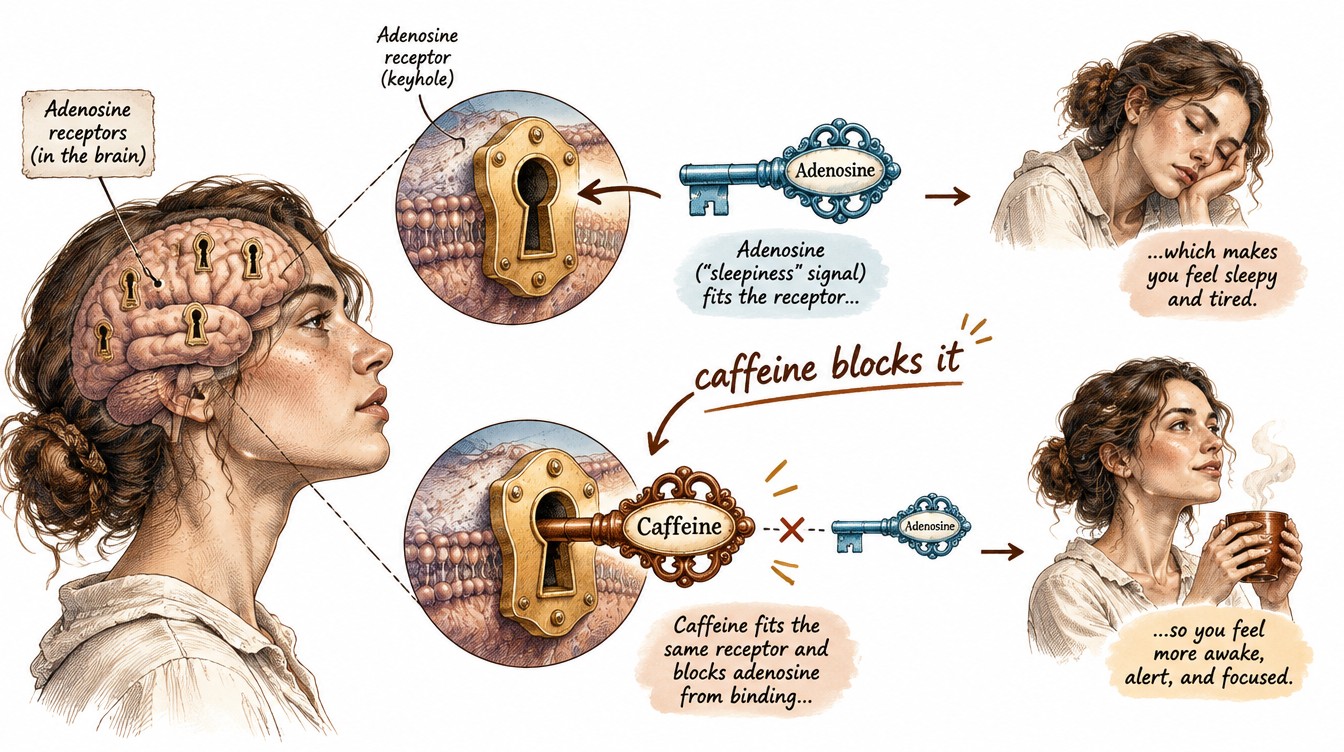 Adenosine
receptor
(keyhole)
Adenosine
receptors
(in the brain)
Adenosine
Adenosine
(“sleepiness” signal)
fits the receptor...
...which makes
you feel sleepy
and tired.
caffeine blocks it
Caffeine
Adenosine
Caffeine fits the
same receptor and
blocks adenosine
from binding...
...so you feel
more awake,
alert, and focused.